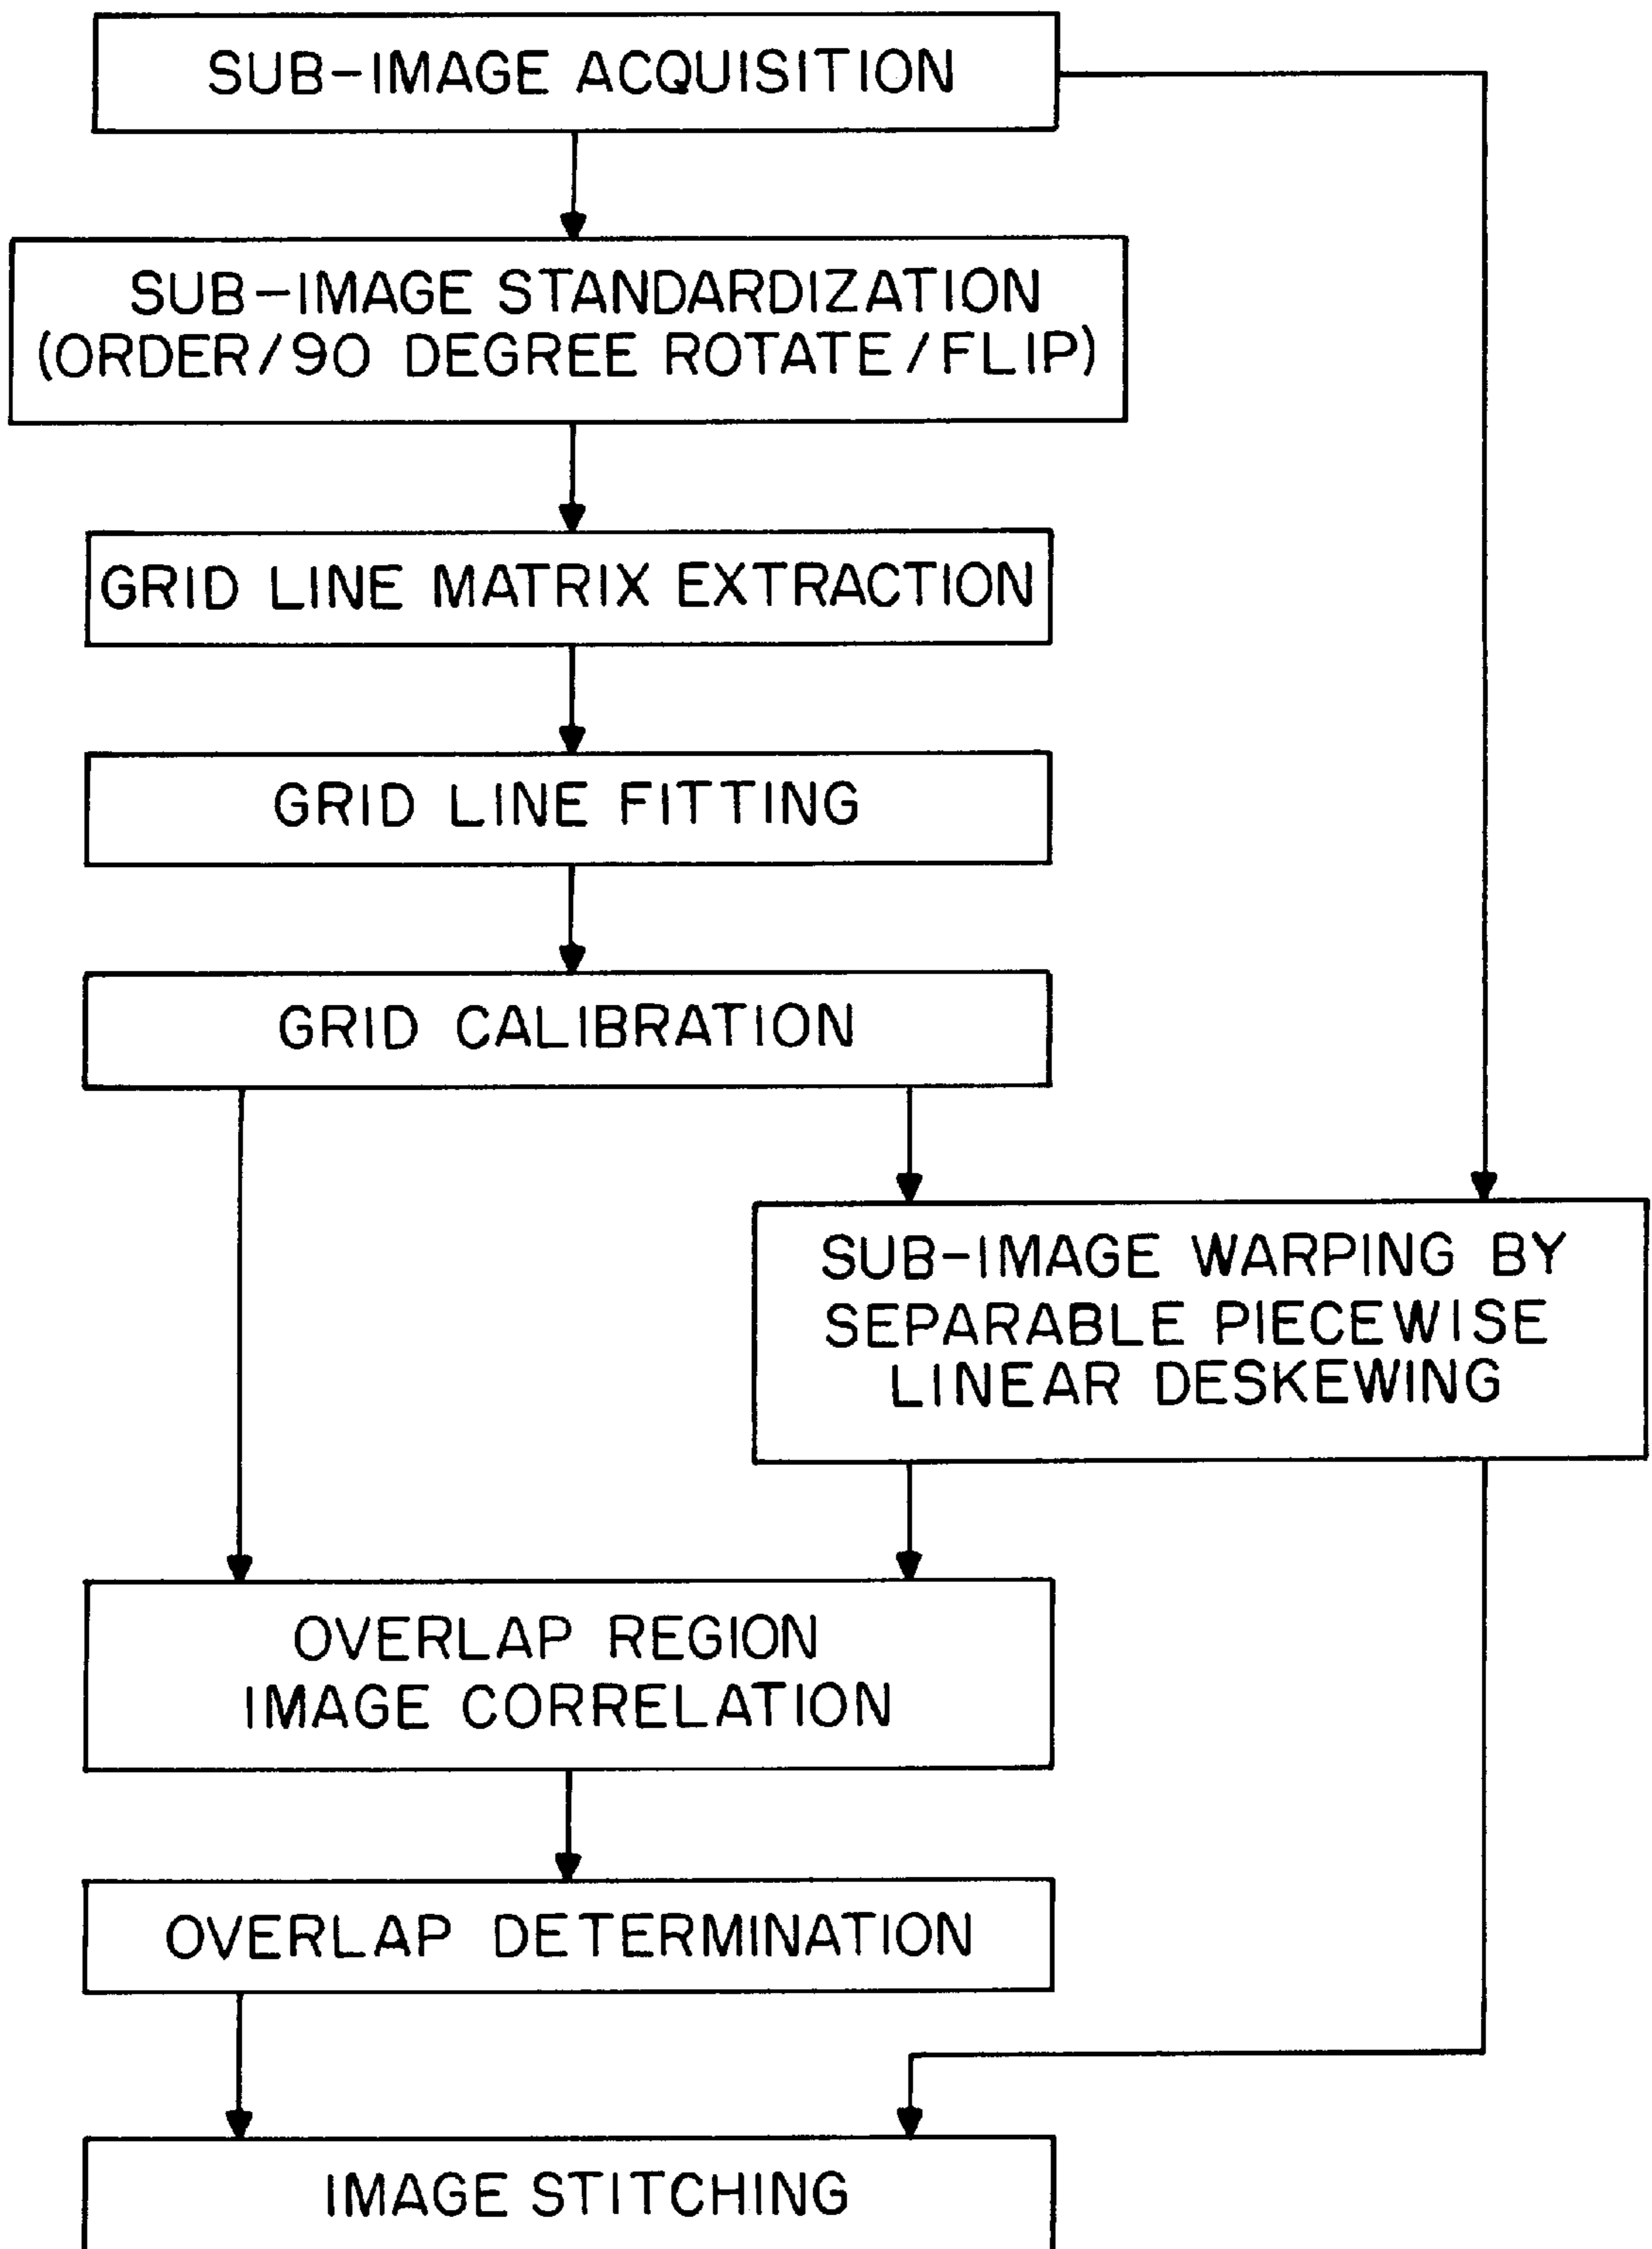 SUB-IMAGE ACQUISITION
SUB-IMAGE STANDARDIZATION
(ORDER/90 DEGREE ROTATE/FLIP)
GRID LINE MATRIX EXTRACTION
GRID LINE FITTING
GRID CALIBRATION
SUB-IMAGE WARPING BY
SEPARABLE PIECEWISE
LINEAR DESKEWING
OVERLAP REGION
IMAGE CORRELATION
OVERLAP DETERMINATION
IMAGE STITCHING